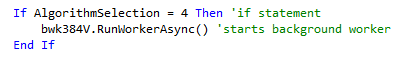 If AlgorithmSelection = 4 Then 'if statement
    bwk384V.RunWorkerAsync() 'starts background worker
End If